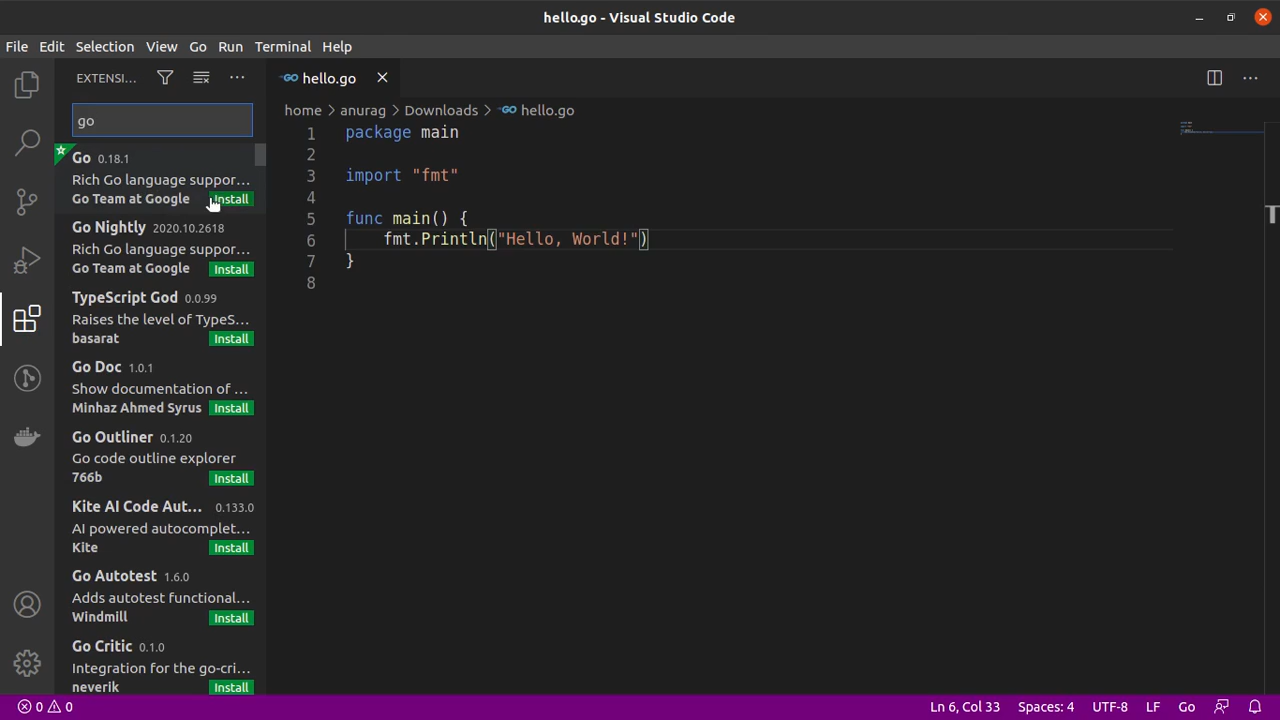 hello.go - Visual Studio Code
File Edit Selection View Go Run Terminal Help
EXTENSI...
GO hello.go
home > anurag > Downloads > GO hello.go
go
Go 0.18.1
Rich Go language suppor...
Go Team at Google Install
Go Nightly 2020.10.2618
Rich Go language suppor...
Go Team at Google Install
TypeScript God 0.0.99
Raises the level of TypeS...
basarat Install
Go Doc 1.0.1
Show documentation of ...
Minhaz Ahmed Syrus Install
Go Outliner 0.1.20
Go code outline explorer
766b Install
Kite AI Code Aut... 0.133.0
AI powered autocomplet...
Kite Install
Go Autotest 1.6.0
Adds autotest functional...
Windmill Install
Go Critic 0.1.0
Integration for the go-cri...
neverik Install
1 package main
2
3 import "fmt"
4
5 func main() {
6 fmt.Println("Hello, World!")
7 }
8
0 0 Ln 6, Col 33 Spaces: 4 UTF-8 LF Go